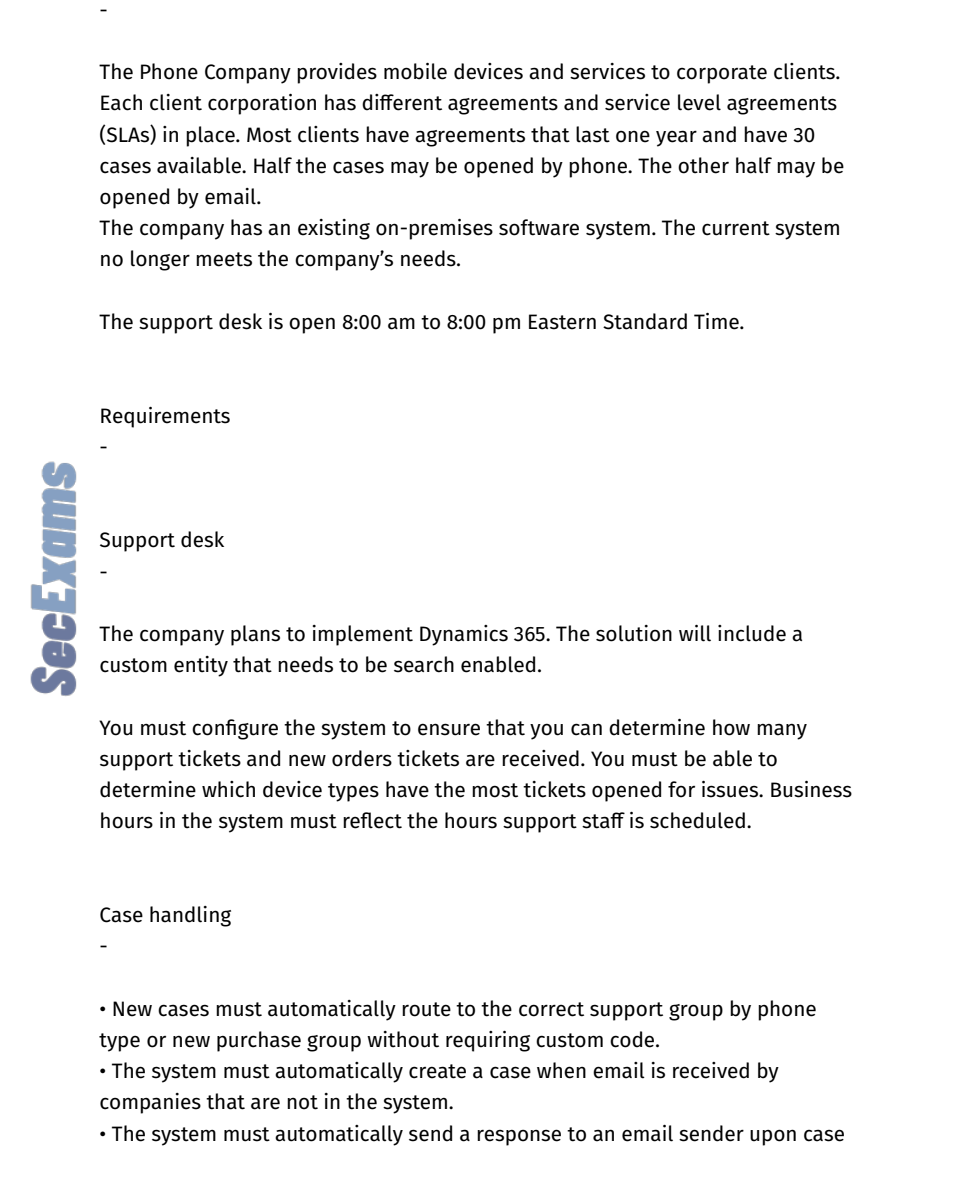 -
The Phone Company provides mobile devices and services to corporate clients.
Each client corporation has different agreements and service level agreements
(SLAs) in place. Most clients have agreements that last one year and have 30
cases available. Half the cases may be opened by phone. The other half may be
opened by email.
The company has an existing on-premises software system. The current system
no longer meets the company’s needs.
The support desk is open 8:00 am to 8:00 pm Eastern Standard Time.
Requirements
-
Support desk
-
The company plans to implement Dynamics 365. The solution will include a
custom entity that needs to be search enabled.
You must configure the system to ensure that you can determine how many
support tickets and new orders tickets are received. You must be able to
determine which device types have the most tickets opened for issues. Business
hours in the system must reflect the hours support staff is scheduled.
Case handling
-
• New cases must automatically route to the correct support group by phone
type or new purchase group without requiring custom code.
• The system must automatically create a case when email is received by
companies that are not in the system.
• The system must automatically send a response to an email sender upon case
SecExams